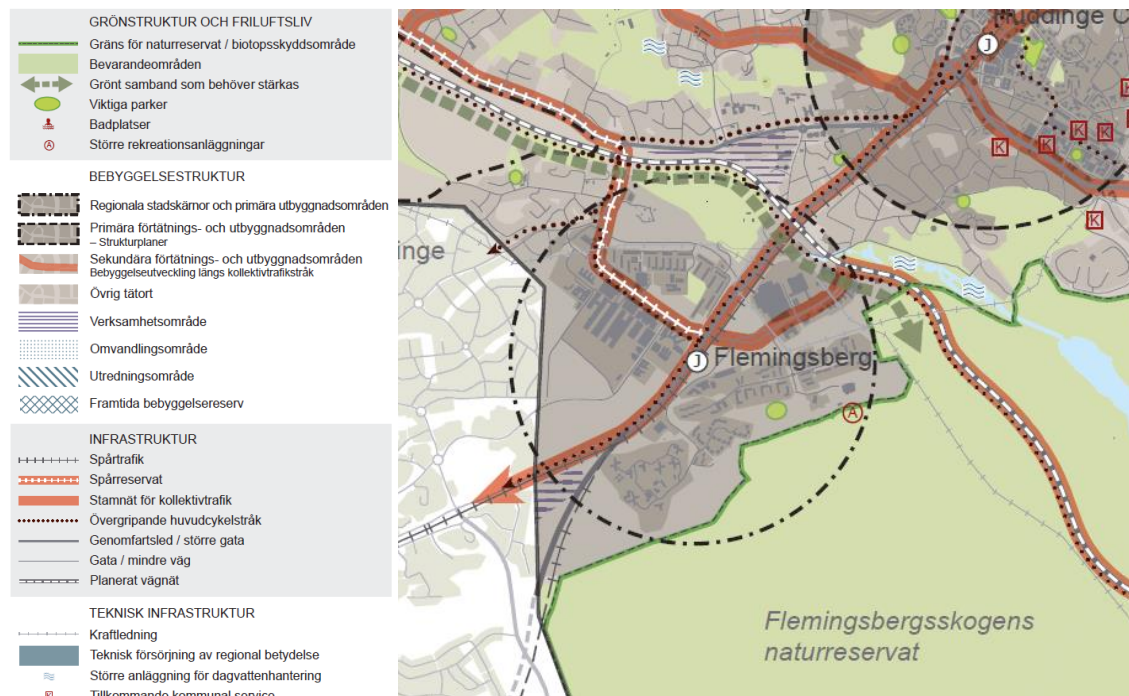 GRÖNSTRUKTUR OCH FRILUFTSLIV
Gräns för naturreservat / biotopsskyddsområde
Bevarandeområden
Grönt samband som behöver stärkas
Viktiga parker
Badplatser
A Större rekreationsanläggningar
BEBYGGELSESTRUKTUR
Regionala stadskärnor och primära utbyggnadsområden
Primära förtätnings- och utbyggnadsområden
– Strukturplaner
Sekundära förtätnings- och utbyggnadsområden
Bebyggelseutveckling längs kollektivtrafikstråk
Övrig tätort
Verksamhetsområde
Omvandlingsområde
Utredningsområde
Framtida bebyggelsereserv
INFRASTRUKTUR
Spårtrafik
Spårreservat
Stamnät för kollektivtrafik
Övergripande huvudcykelstråk
Genomfartsled / större gata
Gata / mindre väg
Planerat vägnät
TEKNISK INFRASTRUKTUR
Kraftledning
Teknisk försörjning av regional betydelse
Större anläggning för dagvattenhantering
K Tillkommande kommunal service
Huddinge C
J
K
K
K
K
K
K
K
inge
J Flemingsberg
A
Flemingsbergsskogens
naturreservat